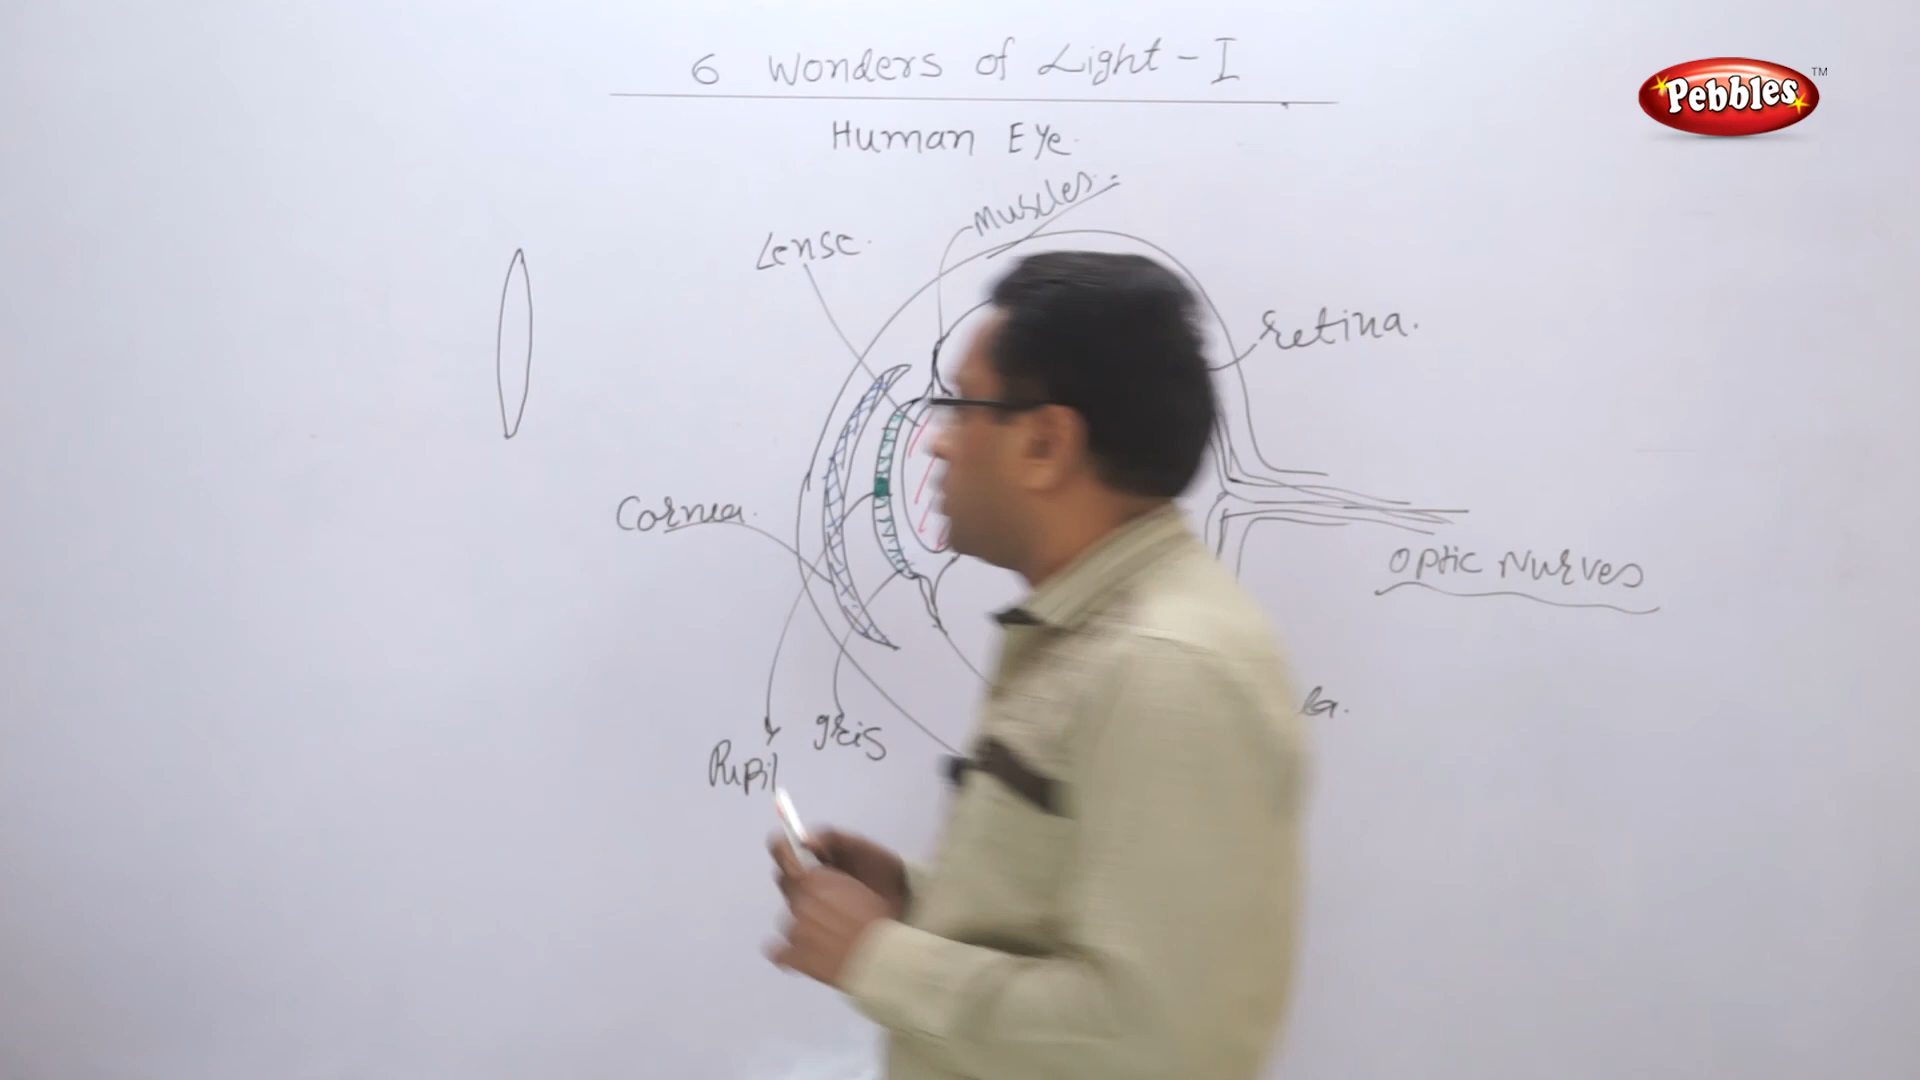 6 Wonders of Light - I
Pebbles TM
Human Eye.
Muscles.
Lense.
retina.
Cornea.
Optic Nurves
Iris
Pupil